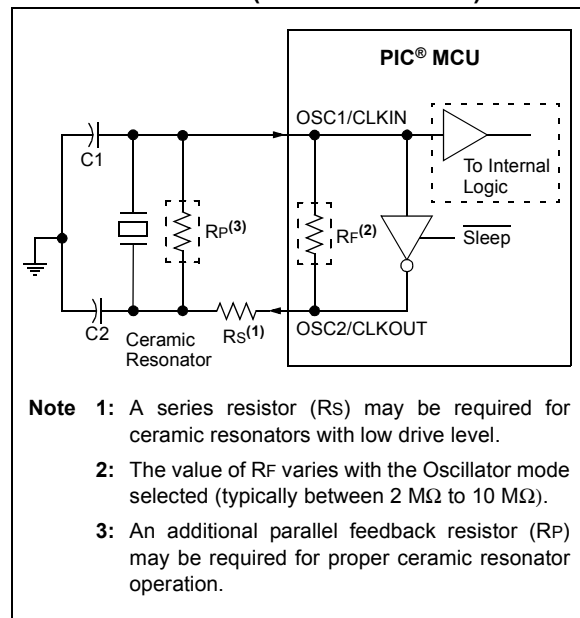 PIC® MCU
OSC1/CLKIN
C1
To Internal
Logic
RP(3)
RF(2)
Sleep
C2
Ceramic
Resonator
RS(1)
OSC2/CLKOUT
Note 1: A series resistor (RS) may be required for
ceramic resonators with low drive level.
2: The value of RF varies with the Oscillator mode
selected (typically between 2 MΩ to 10 MΩ).
3: An additional parallel feedback resistor (RP)
may be required for proper ceramic resonator
operation.